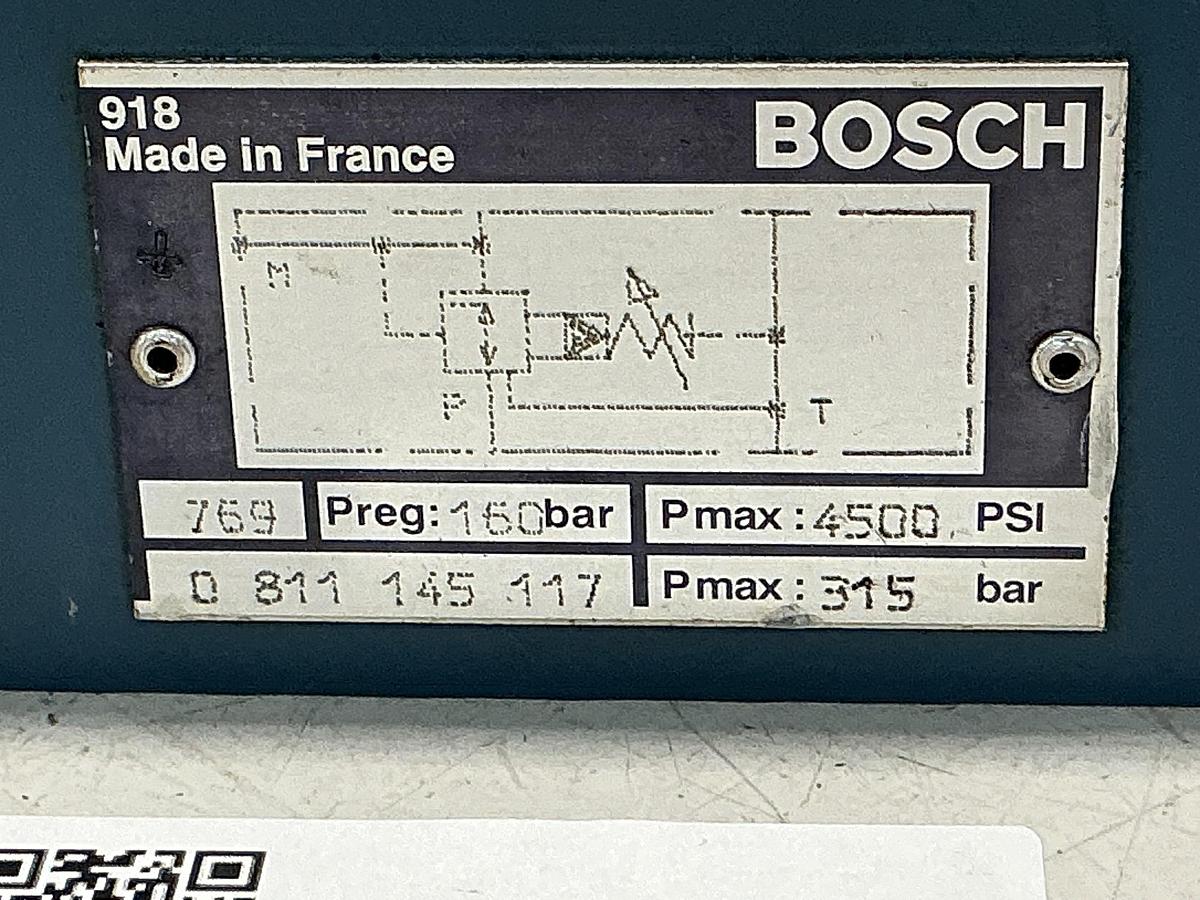 918
Made in France
BOSCH
M
P
T
769
Preg: 160 bar
Pmax : 4500 PSI
0 811 145 117
Pmax : 315 bar